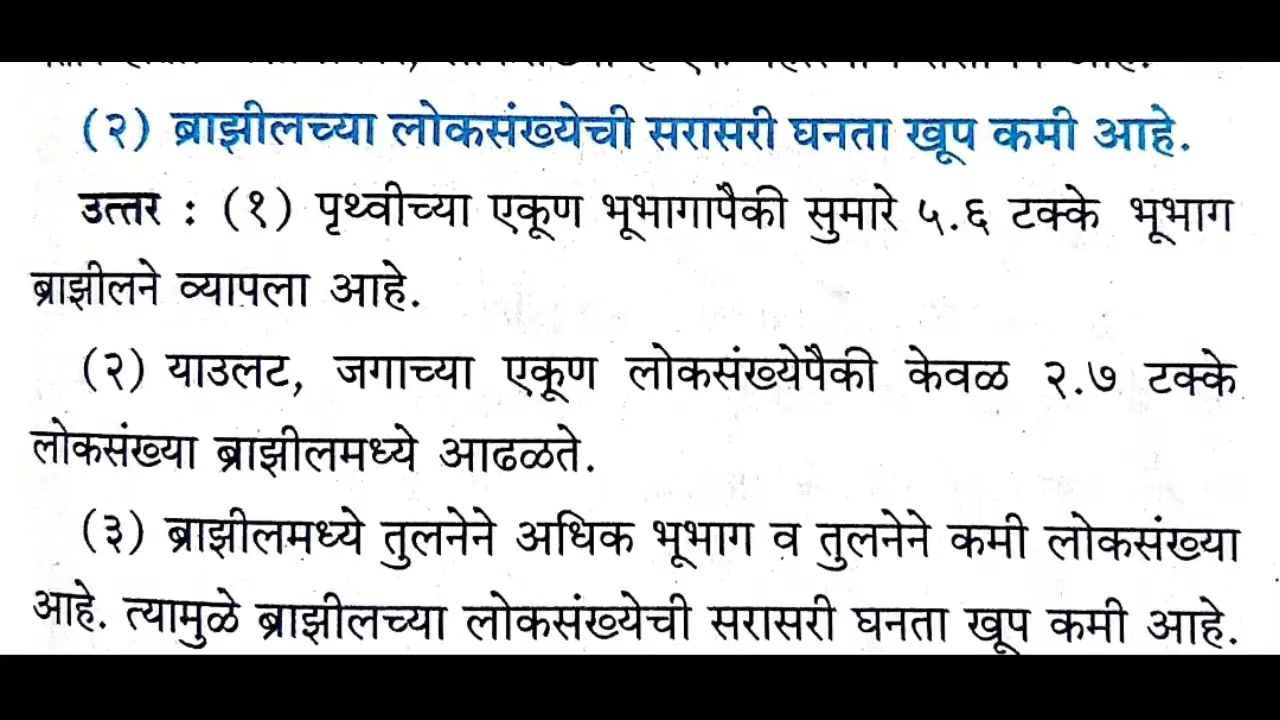 (२) ब्राझीलच्या लोकसंख्येची सरासरी घनता खूप कमी आहे.
उत्तर : (१) पृथ्वीच्या एकूण भूभागापैकी सुमारे ५.६ टक्के भूभाग
ब्राझीलने व्यापला आहे.
(२) याउलट, जगाच्या एकूण लोकसंख्येपैकी केवळ २.७ टक्के
लोकसंख्या ब्राझीलमध्ये आढळते.
(३) ब्राझीलमध्ये तुलनेने अधिक भूभाग व तुलनेने कमी लोकसंख्या
आहे. त्यामुळे ब्राझीलच्या लोकसंख्येची सरासरी घनता खूप कमी आहे.